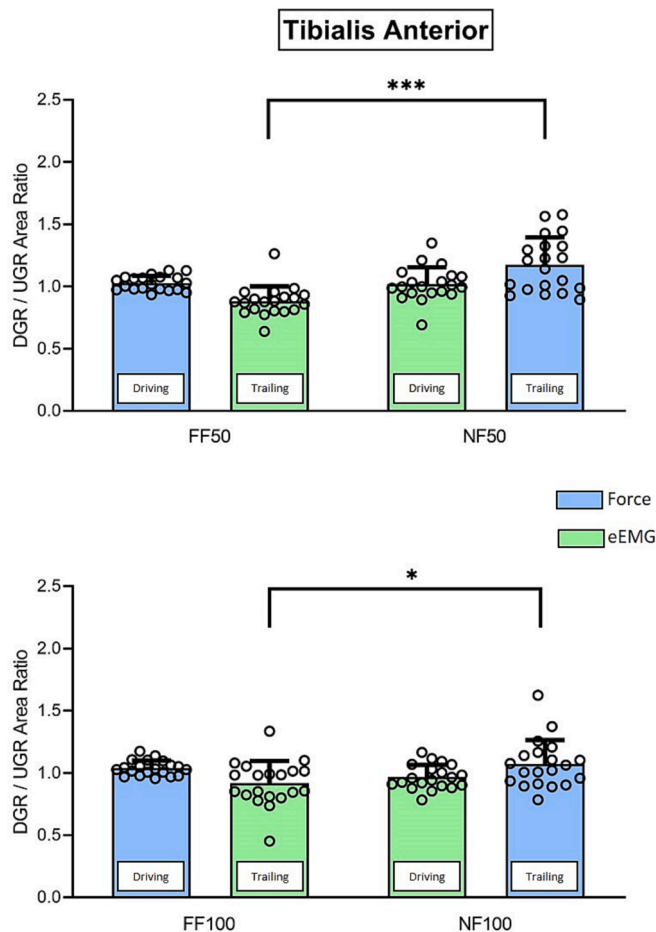 Tibialis Anterior
***
2.5
2.0
1.5
1.0
0.5
0.0
DGR / UGR Area Ratio
Driving Trailing Driving Trailing
FF50 NF50
Force
eEMG
*
2.5
2.0
1.5
1.0
0.5
0.0
DGR / UGR Area Ratio
Driving Trailing Driving Trailing
FF100 NF100